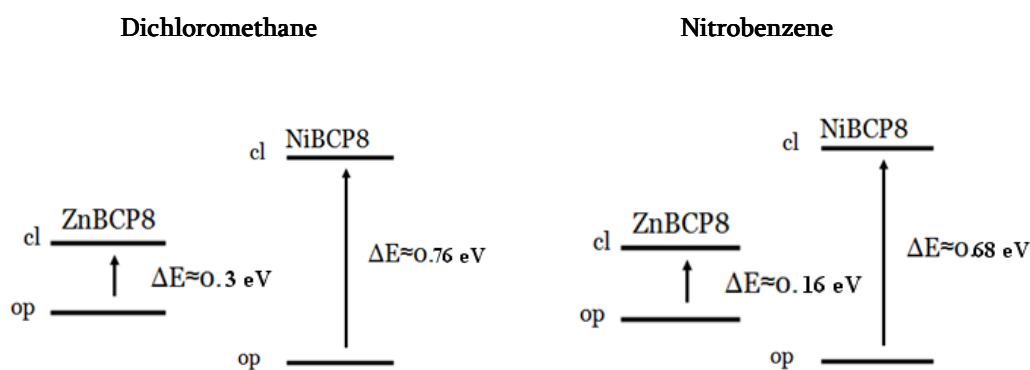 Dichloromethane
Nitrobenzene
NiBCP8
cl
ZnBCP8
cl
ΔE≈0.76 eV
ΔE≈0.3 eV
op
op
NiBCP8
cl
ZnBCP8
cl
ΔE≈0.68 eV
ΔE≈0.16 eV
op
op